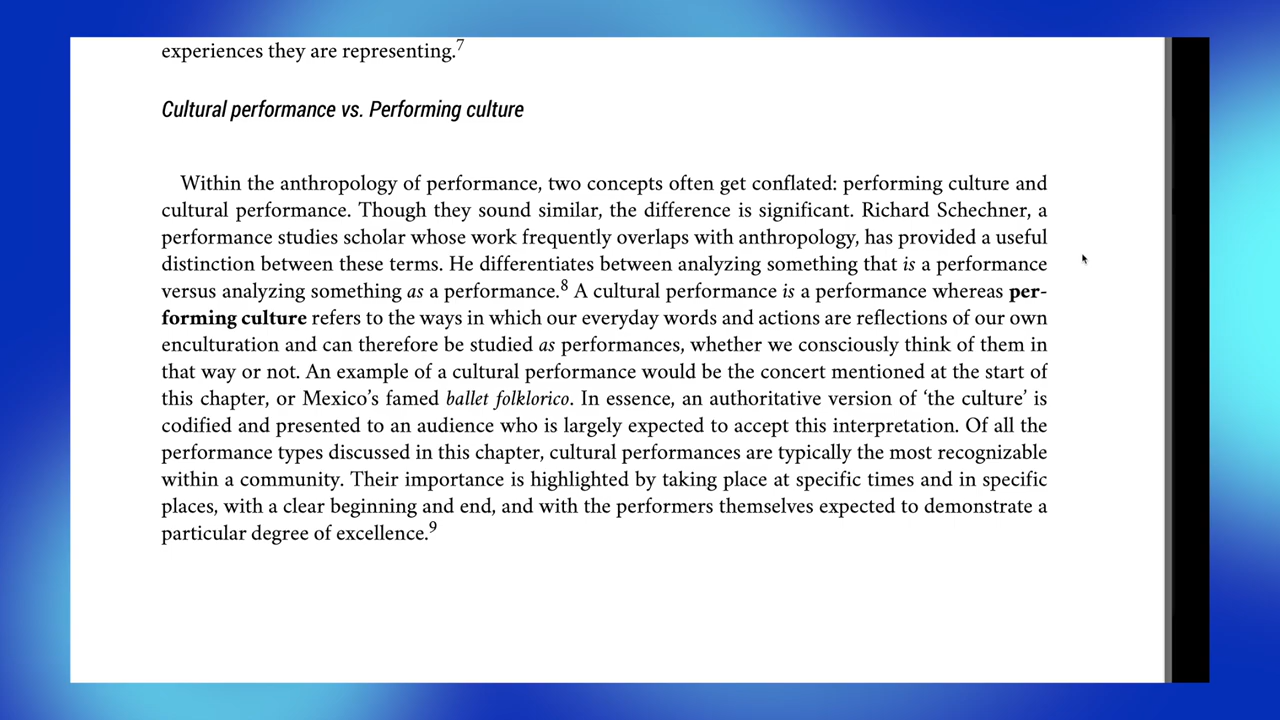 experiences they are representing.7
Cultural performance vs. Performing culture
Within the anthropology of performance, two concepts often get conflated: performing culture and
cultural performance. Though they sound similar, the difference is significant. Richard Schechner, a
performance studies scholar whose work frequently overlaps with anthropology, has provided a useful
distinction between these terms. He differentiates between analyzing something that is a performance
versus analyzing something as a performance.8 A cultural performance is a performance whereas per-
forming culture refers to the ways in which our everyday words and actions are reflections of our own
enculturation and can therefore be studied as performances, whether we consciously think of them in
that way or not. An example of a cultural performance would be the concert mentioned at the start of
this chapter, or Mexico’s famed ballet folklorico. In essence, an authoritative version of ‘the culture’ is
codified and presented to an audience who is largely expected to accept this interpretation. Of all the
performance types discussed in this chapter, cultural performances are typically the most recognizable
within a community. Their importance is highlighted by taking place at specific times and in specific
places, with a clear beginning and end, and with the performers themselves expected to demonstrate a
particular degree of excellence.9